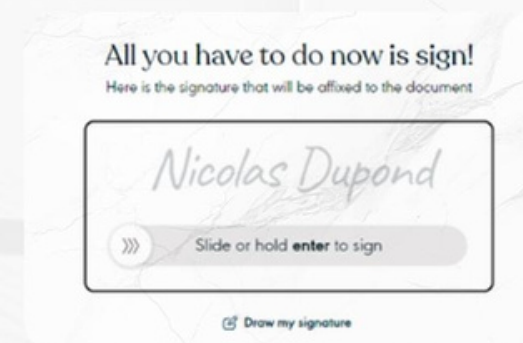 All you have to do now is sign!
Here is the signature that will be affixed to the document
Nicolas Dupond
Slide or hold enter to sign
Draw my signature